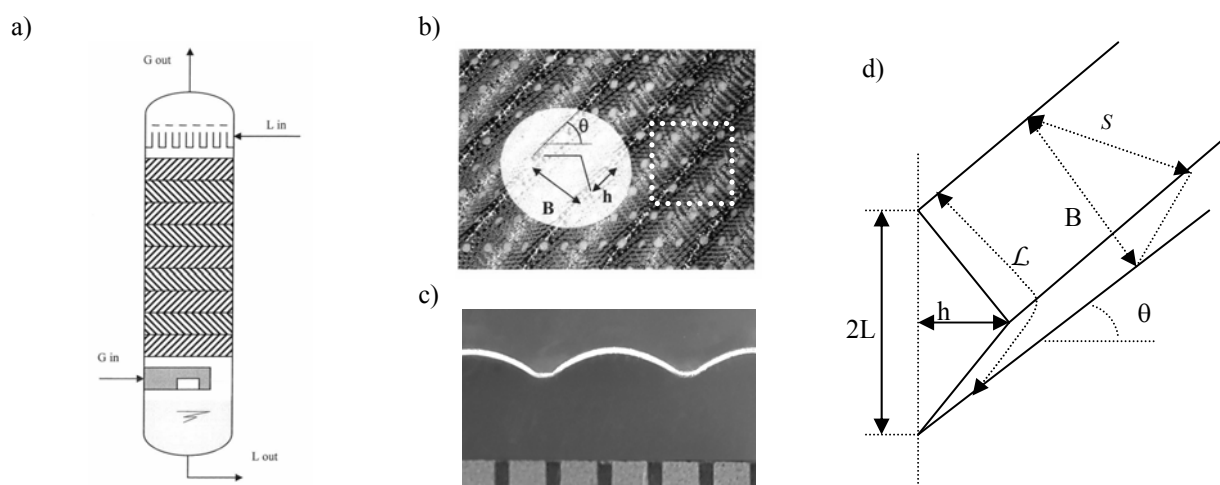 a)
G out
L in
G in
L out
b)
θ
B
h
c)
d)
S
B
ℒ
h
2L
θ